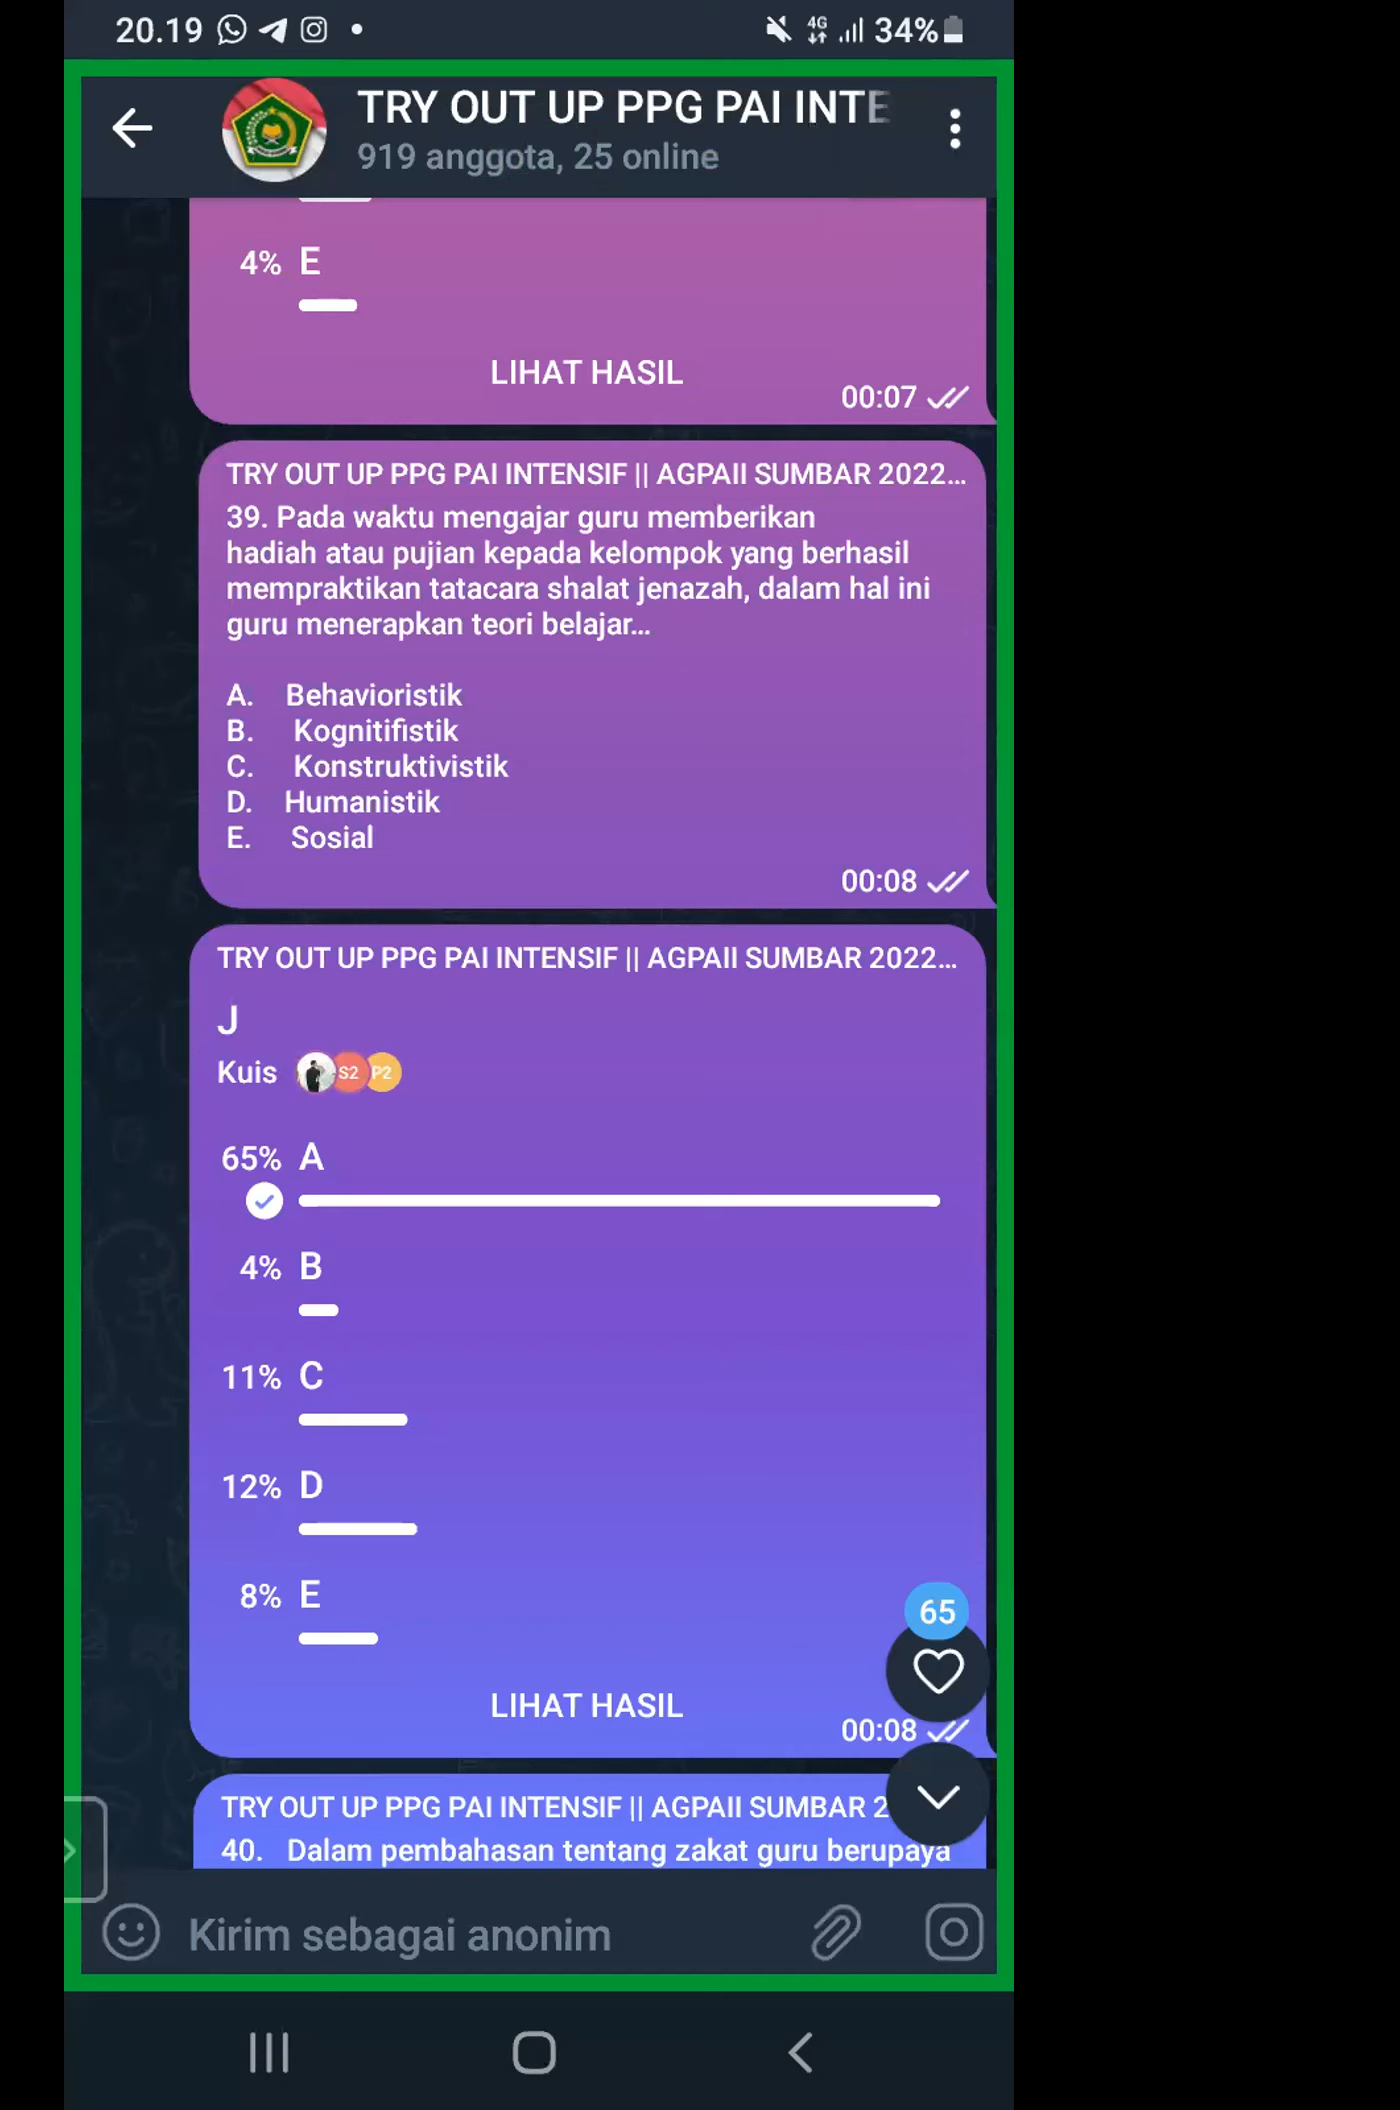 20.19
4G
34%
TRY OUT UP PPG PAI INTE
919 anggota, 25 online
4% E
LIHAT HASIL
00:07
TRY OUT UP PPG PAI INTENSIF || AGPAII SUMBAR 2022...
39. Pada waktu mengajar guru memberikan
hadiah atau pujian kepada kelompok yang berhasil
mempraktikan tatacara shalat jenazah, dalam hal ini
guru menerapkan teori belajar...
A. Behavioristik
B. Kognitifistik
C. Konstruktivistik
D. Humanistik
E. Sosial
00:08
TRY OUT UP PPG PAI INTENSIF || AGPAII SUMBAR 2022...
J
Kuis S2 P2
65% A
4% B
11% C
12% D
8% E
65
LIHAT HASIL
00:08
TRY OUT UP PPG PAI INTENSIF || AGPAII SUMBAR 2
40. Dalam pembahasan tentang zakat guru berupaya
Kirim sebagai anonim